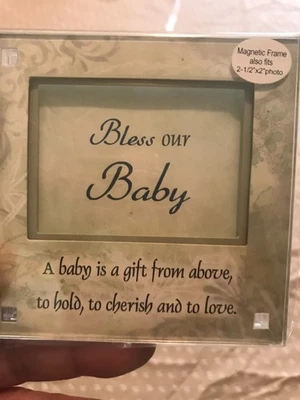 Magnetic Frame
also fits
2-1/2"x2"photo
Bless our
Baby
A baby is a gift from above,
to hold, to cherish and to love.